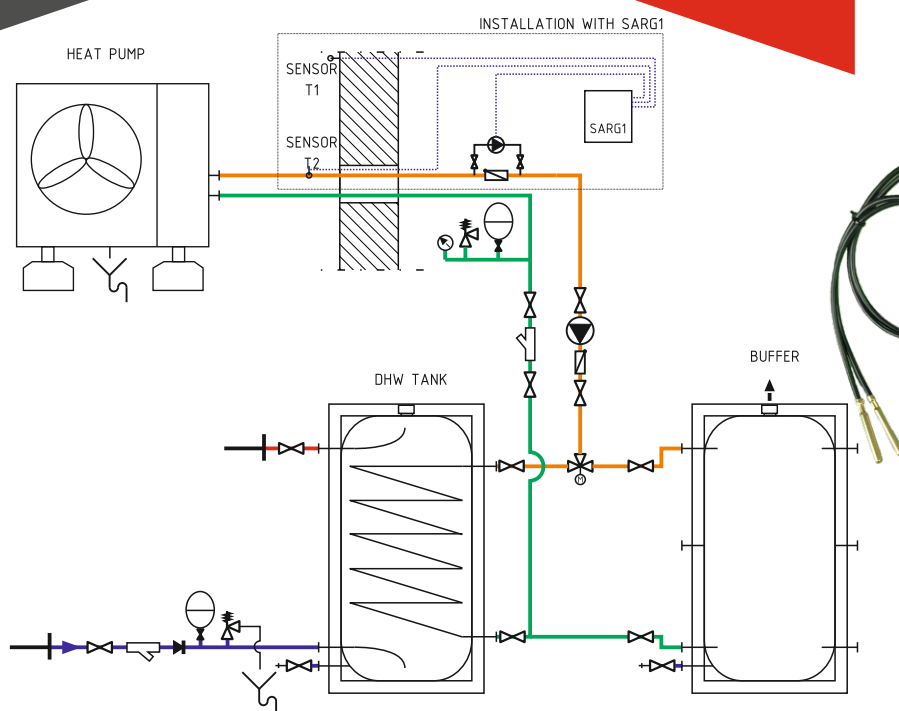 INSTALLATION WITH SARG1
HEAT PUMP
SENSOR
T1
SARG1
SENSOR
T2
BUFFER
DHW TANK
M